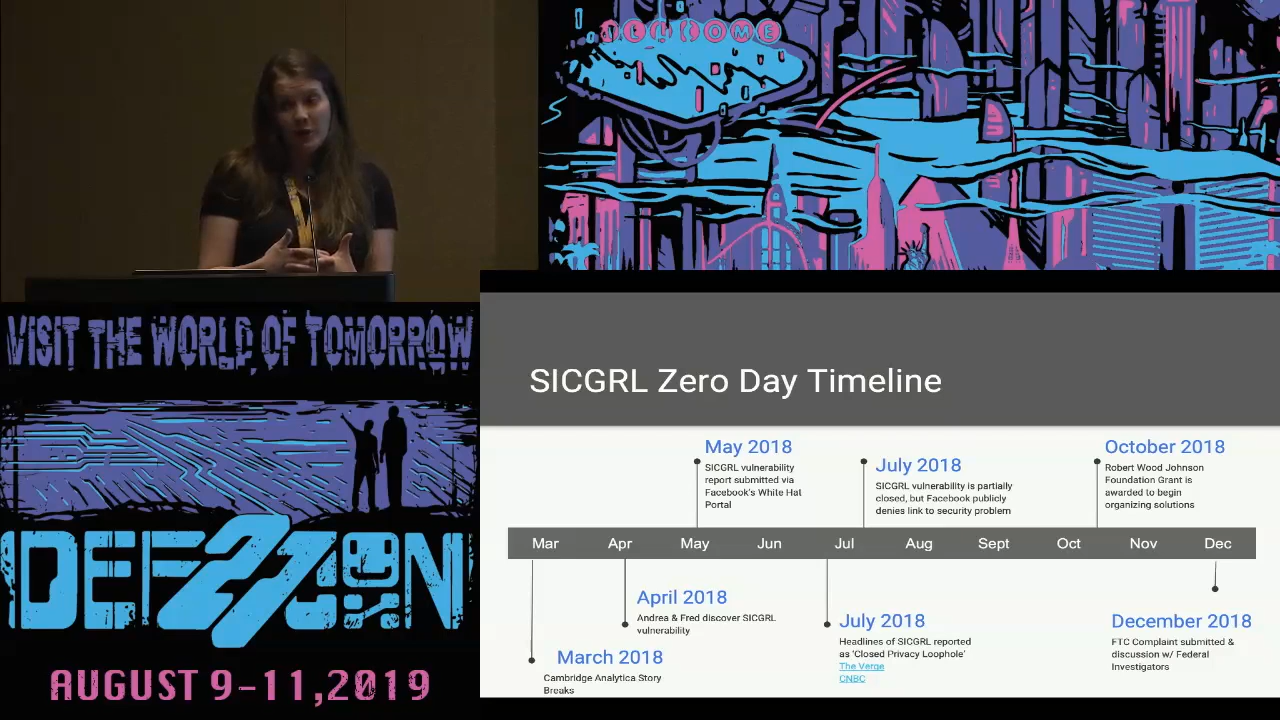 WELCOME
VISIT THE WORLD OF TOMORROW
DEF CON
27
AUGUST 9-11,2019
SICGRL Zero Day Timeline
May 2018
SICGRL vulnerability
report submitted via
Facebook's White Hat
Portal
July 2018
SICGRL vulnerability is partially
closed, but Facebook publicly
denies link to security problem
October 2018
Robert Wood Johnson
Foundation Grant is
awarded to begin
organizing solutions
Mar Apr May Jun Jul Aug Sept Oct Nov Dec
March 2018
Cambridge Analytica Story
Breaks
April 2018
Andrea & Fred discover SICGRL
vulnerability
July 2018
Headlines of SICGRL reported
as 'Closed Privacy Loophole'
The Verge
CNBC
December 2018
FTC Complaint submitted &
discussion w/ Federal
Investigators